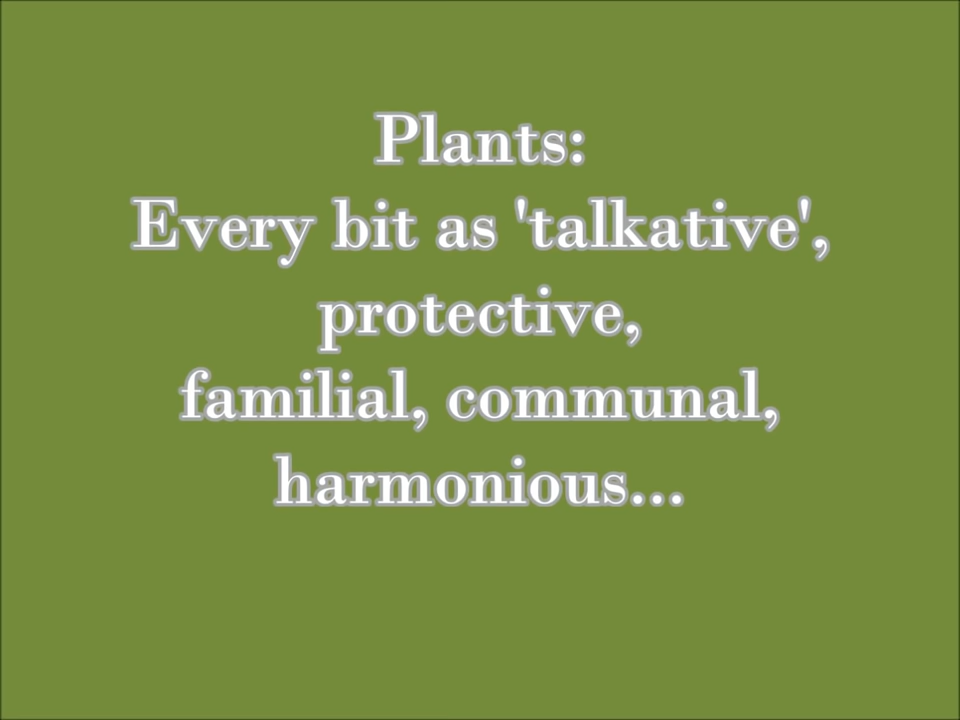 Plants:
Every bit as 'talkative',
protective,
familial, communal,
harmonious...